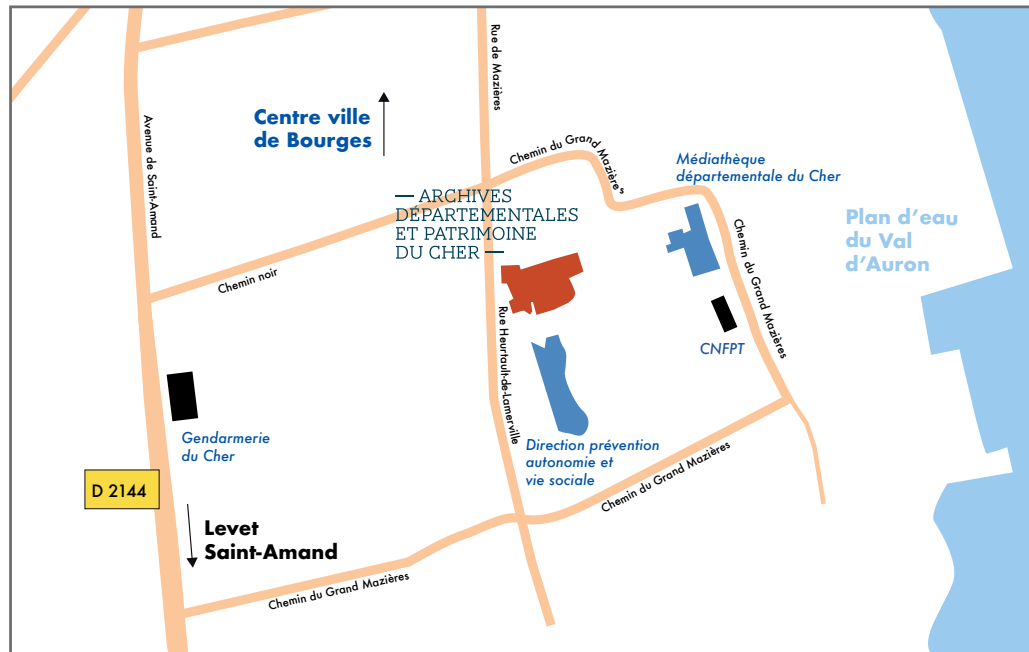 Rue de Mazières
Avenue de Saint-Amand
Centre ville
de Bourges
Chemin du Grand Mazières
Médiathèque
départementale du Cher
— ARCHIVES
DÉPARTEMENTALES
ET PATRIMOINE
DU CHER —
Plan d'eau
du Val
d'Auron
Chemin noir
Chemin du Grand Mazières
Rue Heurtault-de-Lamerville
CNFPT
Gendarmerie
du Cher
Direction prévention
autonomie et
vie sociale
Chemin du Grand Mazières
D 2144
Levet
Saint-Amand
Chemin du Grand Mazières